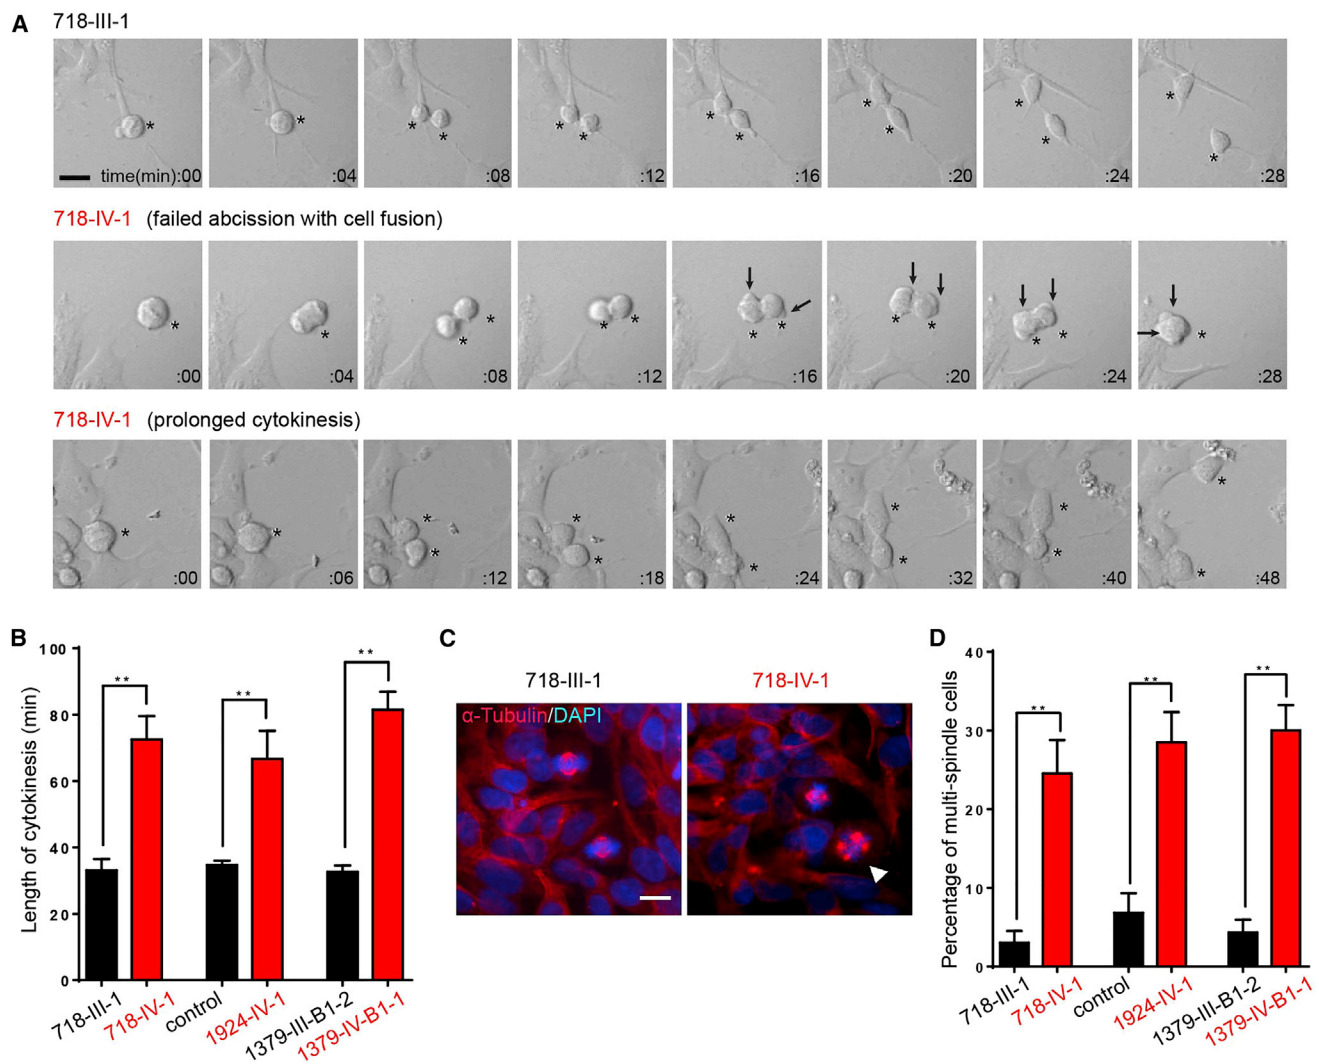 A
718-III-1
time(min):00 :04 :08 :12 :16 :20 :24 :28
718-IV-1 (failed abcission with cell fusion)
:00 :04 :08 :12 :16 :20 :24 :28
718-IV-1 (prolonged cytokinesis)
:00 :06 :12 :18 :24 :32 :40 :48
B
Length of cytokinesis (min)
100
80
60
40
20
0
** ** **
718-III-1
718-IV-1
control
1924-IV-1
1379-III-B1-2
1379-IV-B1-1
C
718-III-1 718-IV-1
α-Tubulin/DAPI
D
Percentage of multi-spindle cells
40
30
20
10
0
** ** **
718-III-1
718-IV-1
control
1924-IV-1
1379-III-B1-2
1379-IV-B1-1